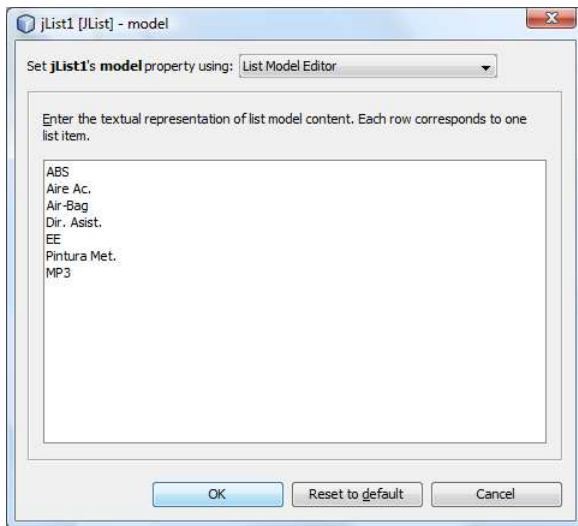 jList1 [JList] - model
Set jList1's model property using: List Model Editor
Enter the textual representation of list model content. Each row corresponds to one
list item.
ABS
Aire Ac.
Air-Bag
Dir. Asist.
EE
Pintura Met.
MP3
OK Reset to default Cancel